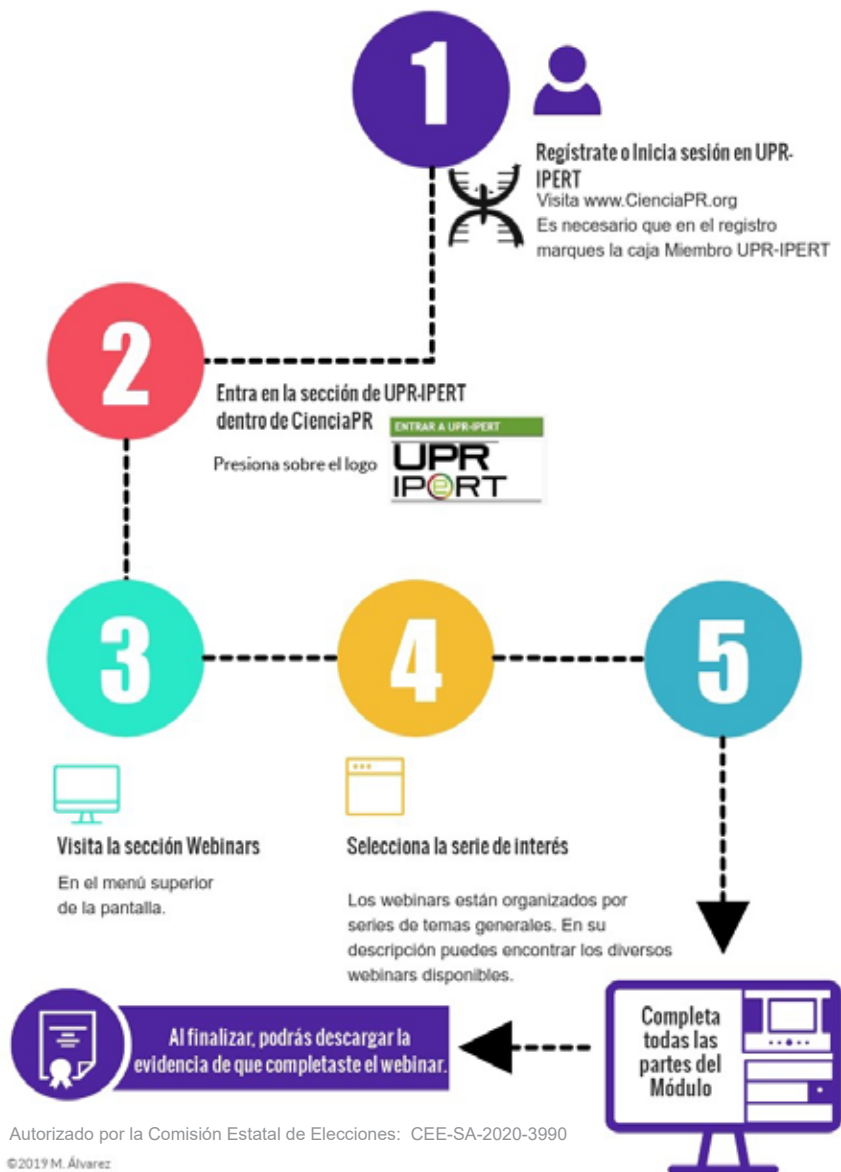 1
Regístrate o Inicia sesión en UPR-
IPERT
Visita www.CienciaPR.org
Es necesario que en el registro
marques la caja Miembro UPR-IPERT
2
Entra en la sección de UPR-IPERT
dentro de CienciaPR
Presiona sobre el logo
ENTRAR A UPR-IPERT
UPR
IPERT
3
Visita la sección Webinars
En el menú superior
de la pantalla.
4
Selecciona la serie de interés
Los webinars están organizados por
series de temas generales. En su
descripción puedes encontrar los diversos
webinars disponibles.
5
Completa
todas las
partes del
Módulo
Al finalizar, podrás descargar la
evidencia de que completaste el webinar.
Autorizado por la Comisión Estatal de Elecciones: CEE-SA-2020-3990
©2019 M. Álvarez